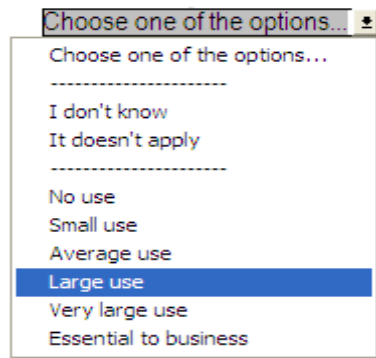 Choose one of the options...
Choose one of the options...
----------------------
I don't know
It doesn't apply
----------------------
No use
Small use
Average use
Large use
Very large use
Essential to business